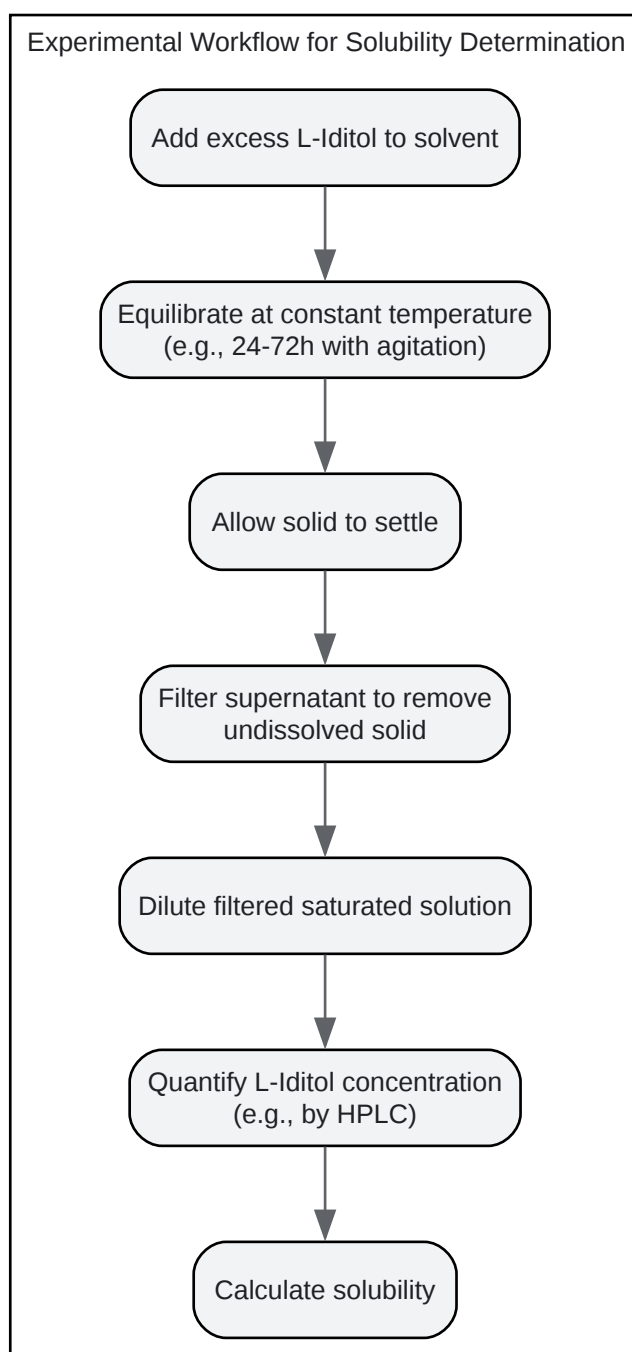 Experimental Workflow for Solubility Determination
Add excess L-Iditol to solvent
Equilibrate at constant temperature
(e.g., 24-72h with agitation)
Allow solid to settle
Filter supernatant to remove
undissolved solid
Dilute filtered saturated solution
Quantify L-Iditol concentration
(e.g., by HPLC)
Calculate solubility